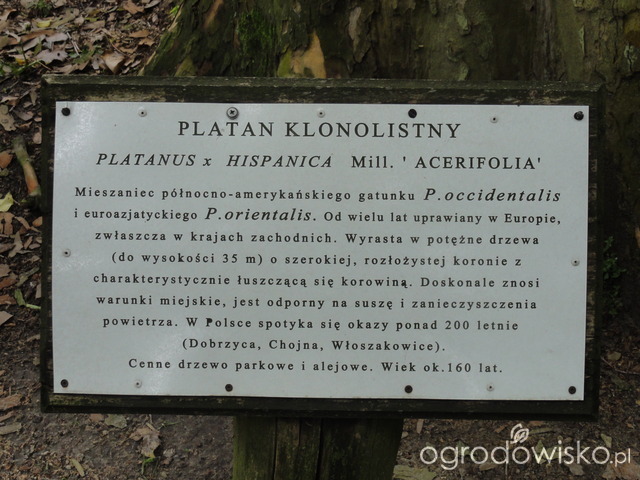 PLATAN KLONOLISTNY
PLATANUS x HISPANICA Mill. ' ACERIFOLIA'
Mieszaniec północno-amerykańskiego gatunku P.occidentalis
i euroazjatyckiego P.orientalis. Od wielu lat uprawiany w Europie,
zwłaszcza w krajach zachodnich. Wyrasta w potężne drzewa
(do wysokości 35 m) o szerokiej, rozłożystej koronie z
charakterystycznie łuszczącą się korowiną. Doskonale znosi
warunki miejskie, jest odporny na suszę i zanieczyszczenia
powietrza. W Polsce spotyka się okazy ponad 200 letnie
(Dobrzyca, Chojna, Włoszakowice).
Cenne drzewo parkowe i alejowe. Wiek ok.160 lat.
ogrodowisko.pl